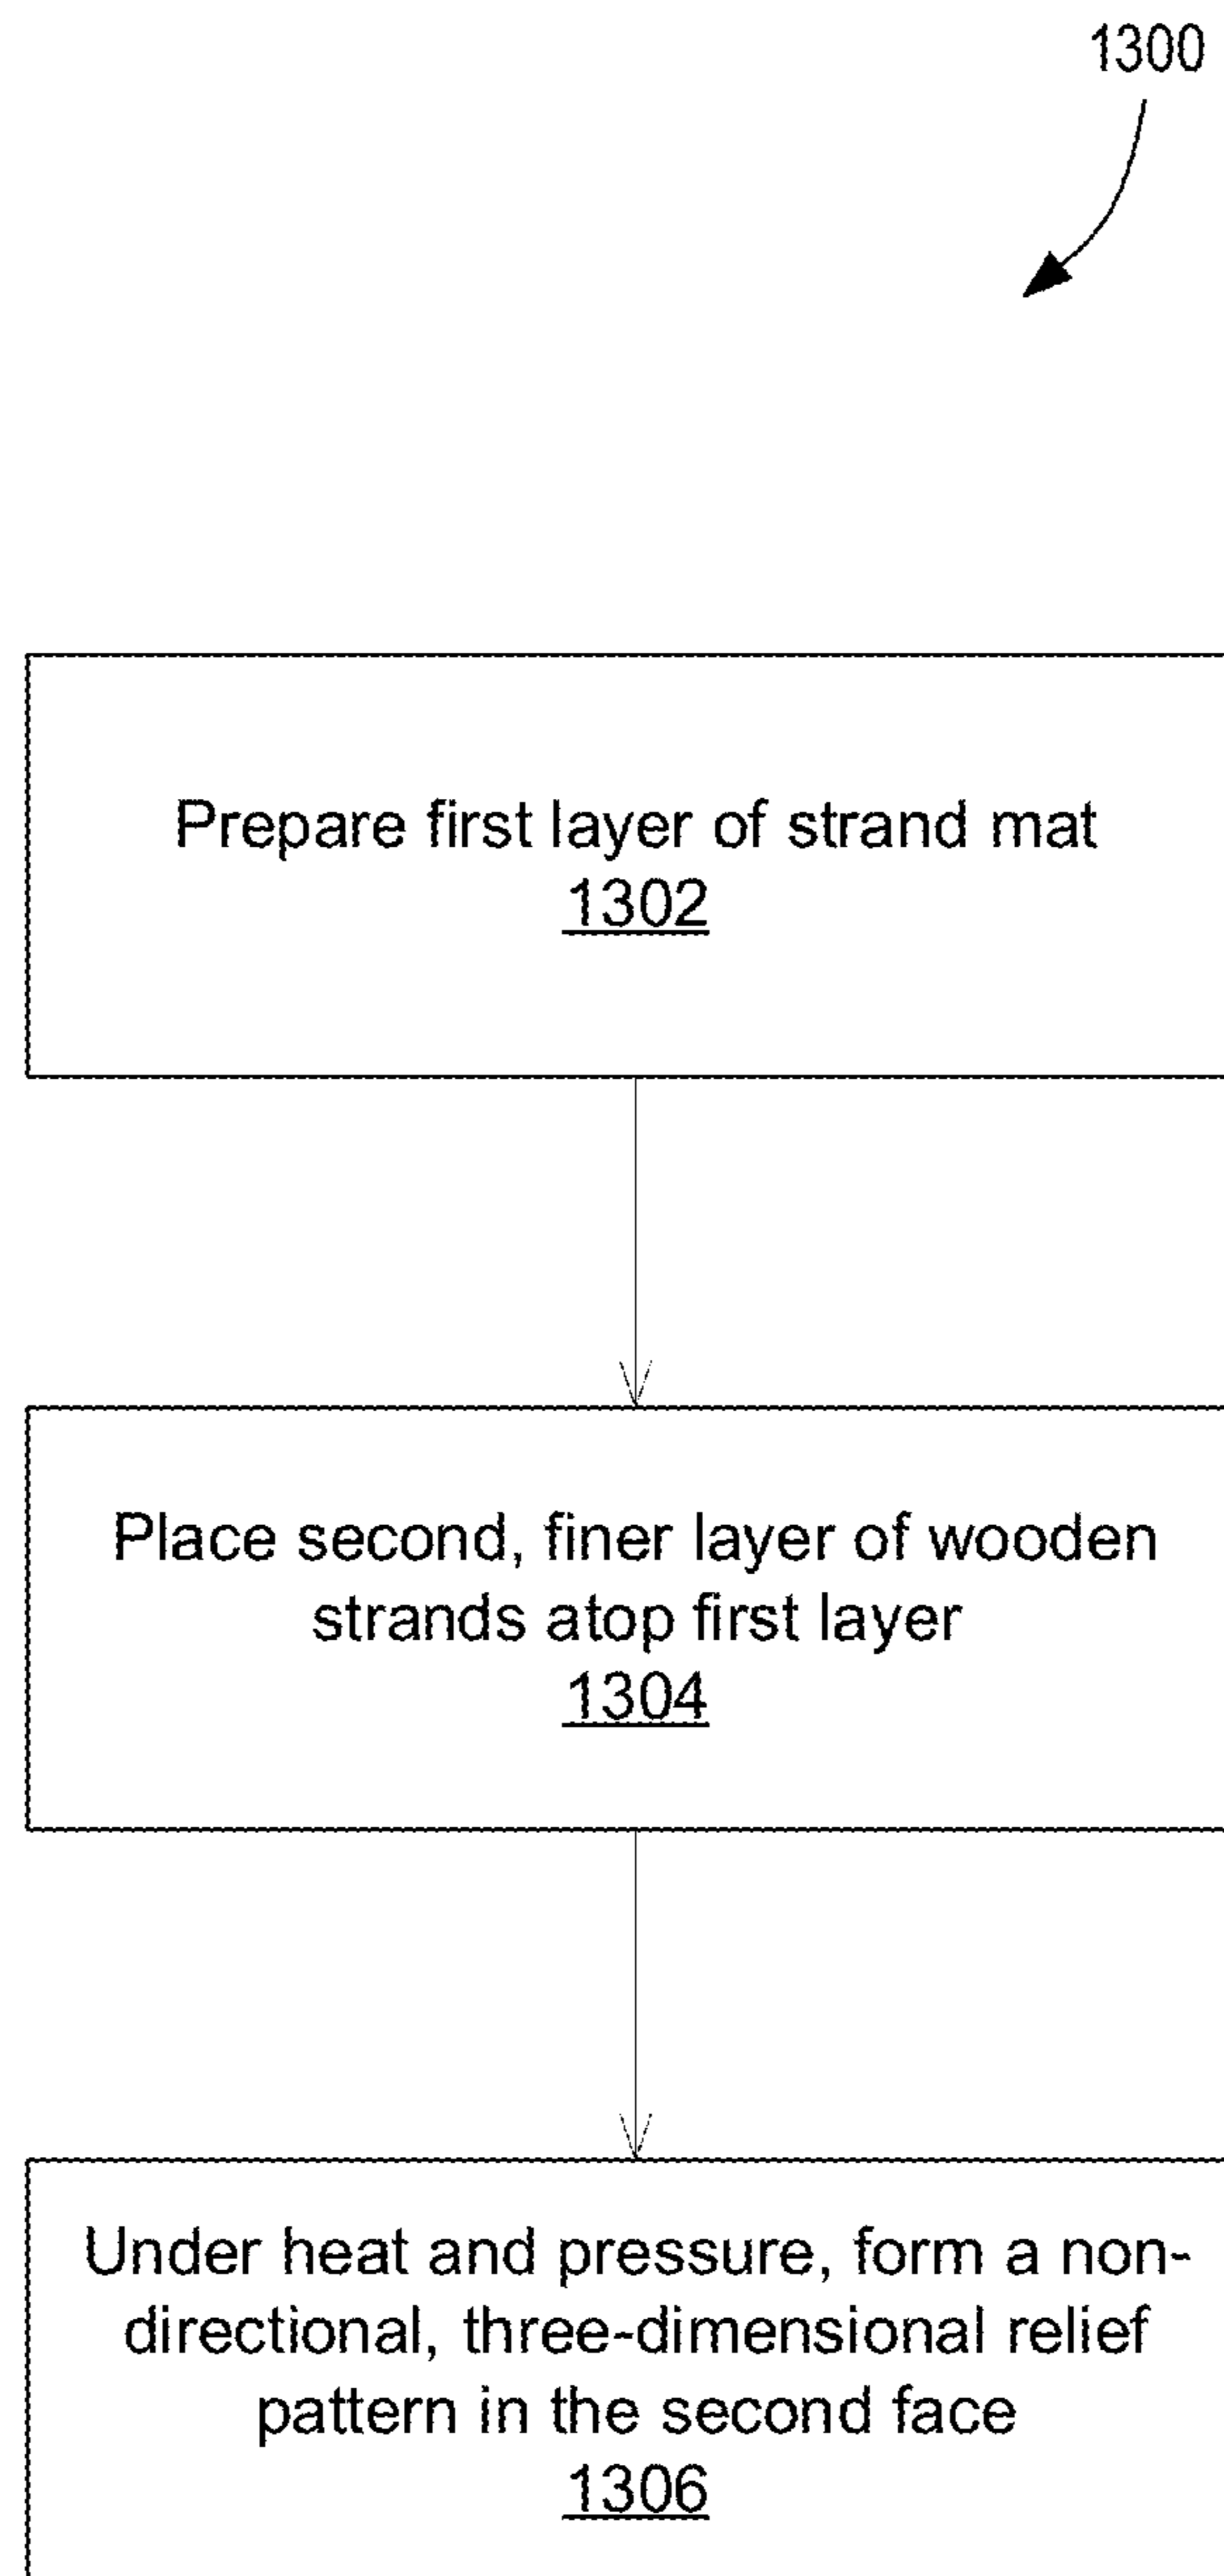 1300
Prepare first layer of strand mat
1302
Place second, finer layer of wooden
strands atop first layer
1304
Under heat and pressure, form a non-
directional, three-dimensional relief
pattern in the second face
1306